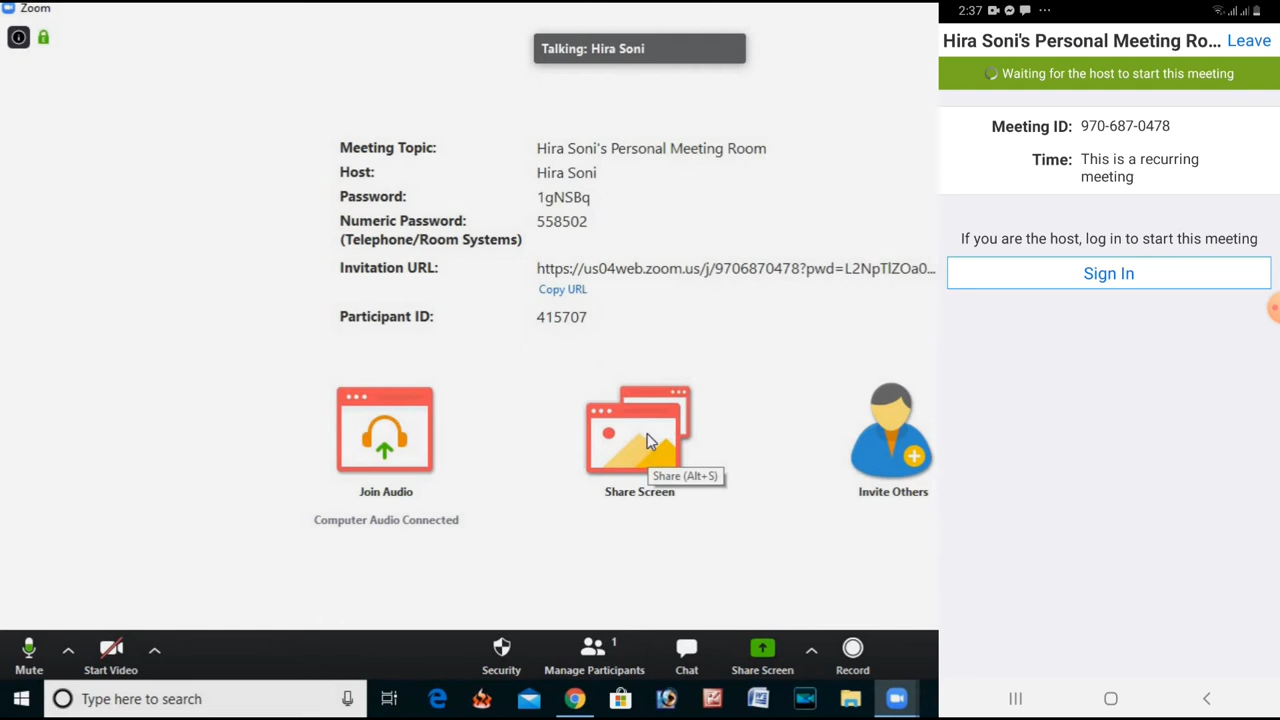 Zoom
Talking: Hira Soni
Meeting Topic: Hira Soni's Personal Meeting Room
Host: Hira Soni
Password: 1gNSBq
Numeric Password: 558502
(Telephone/Room Systems)
Invitation URL: https://us04web.zoom.us/j/9706870478?pwd=L2NpTlZOa0...
Copy URL
Participant ID: 415707
Share (Alt+S)
Join Audio
Share Screen
Invite Others
Computer Audio Connected
1
Mute
Start Video
Security
Manage Participants
Chat
Share Screen
Record
Type here to search
2:37
Hira Soni's Personal Meeting Ro... Leave
Waiting for the host to start this meeting
Meeting ID: 970-687-0478
Time: This is a recurring
meeting
If you are the host, log in to start this meeting
Sign In